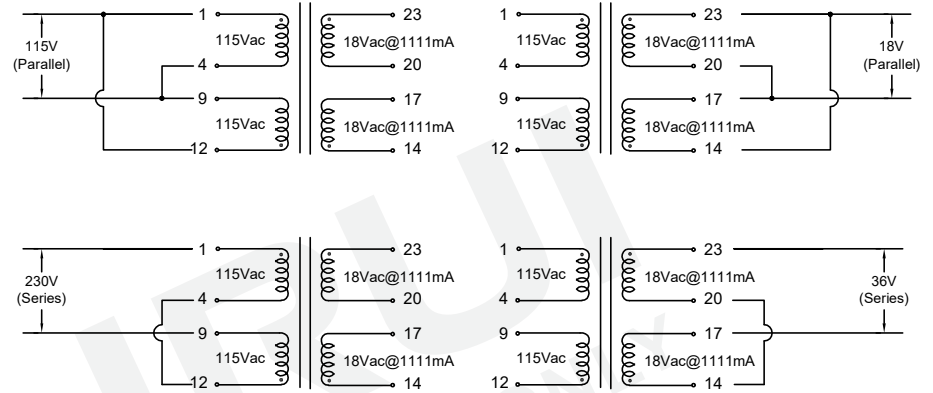 1 23 1 23
115V 115Vac 18Vac@1111mA 115Vac 18Vac@1111mA 18V
(Parallel) 4 20 4 20 (Parallel)
9 17 9 17
115Vac 18Vac@1111mA 115Vac 18Vac@1111mA
12 14 12 14
1 23 1 23
230V 115Vac 18Vac@1111mA 115Vac 18Vac@1111mA 36V
(Series) 4 20 4 20 (Series)
9 17 9 17
115Vac 18Vac@1111mA 115Vac 18Vac@1111mA
12 14 12 14